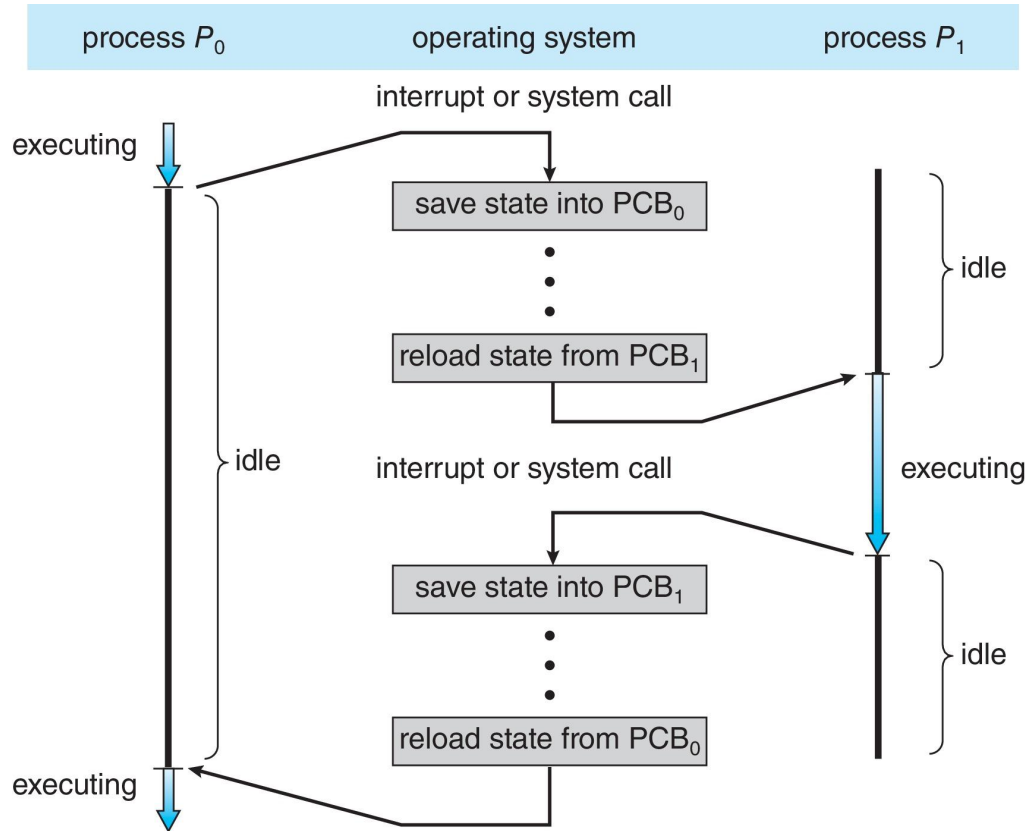 process P₀ operating system process P₁
interrupt or system call
executing
save state into PCB₀
idle
reload state from PCB₁
idle
interrupt or system call
executing
save state into PCB₁
idle
reload state from PCB₀
executing